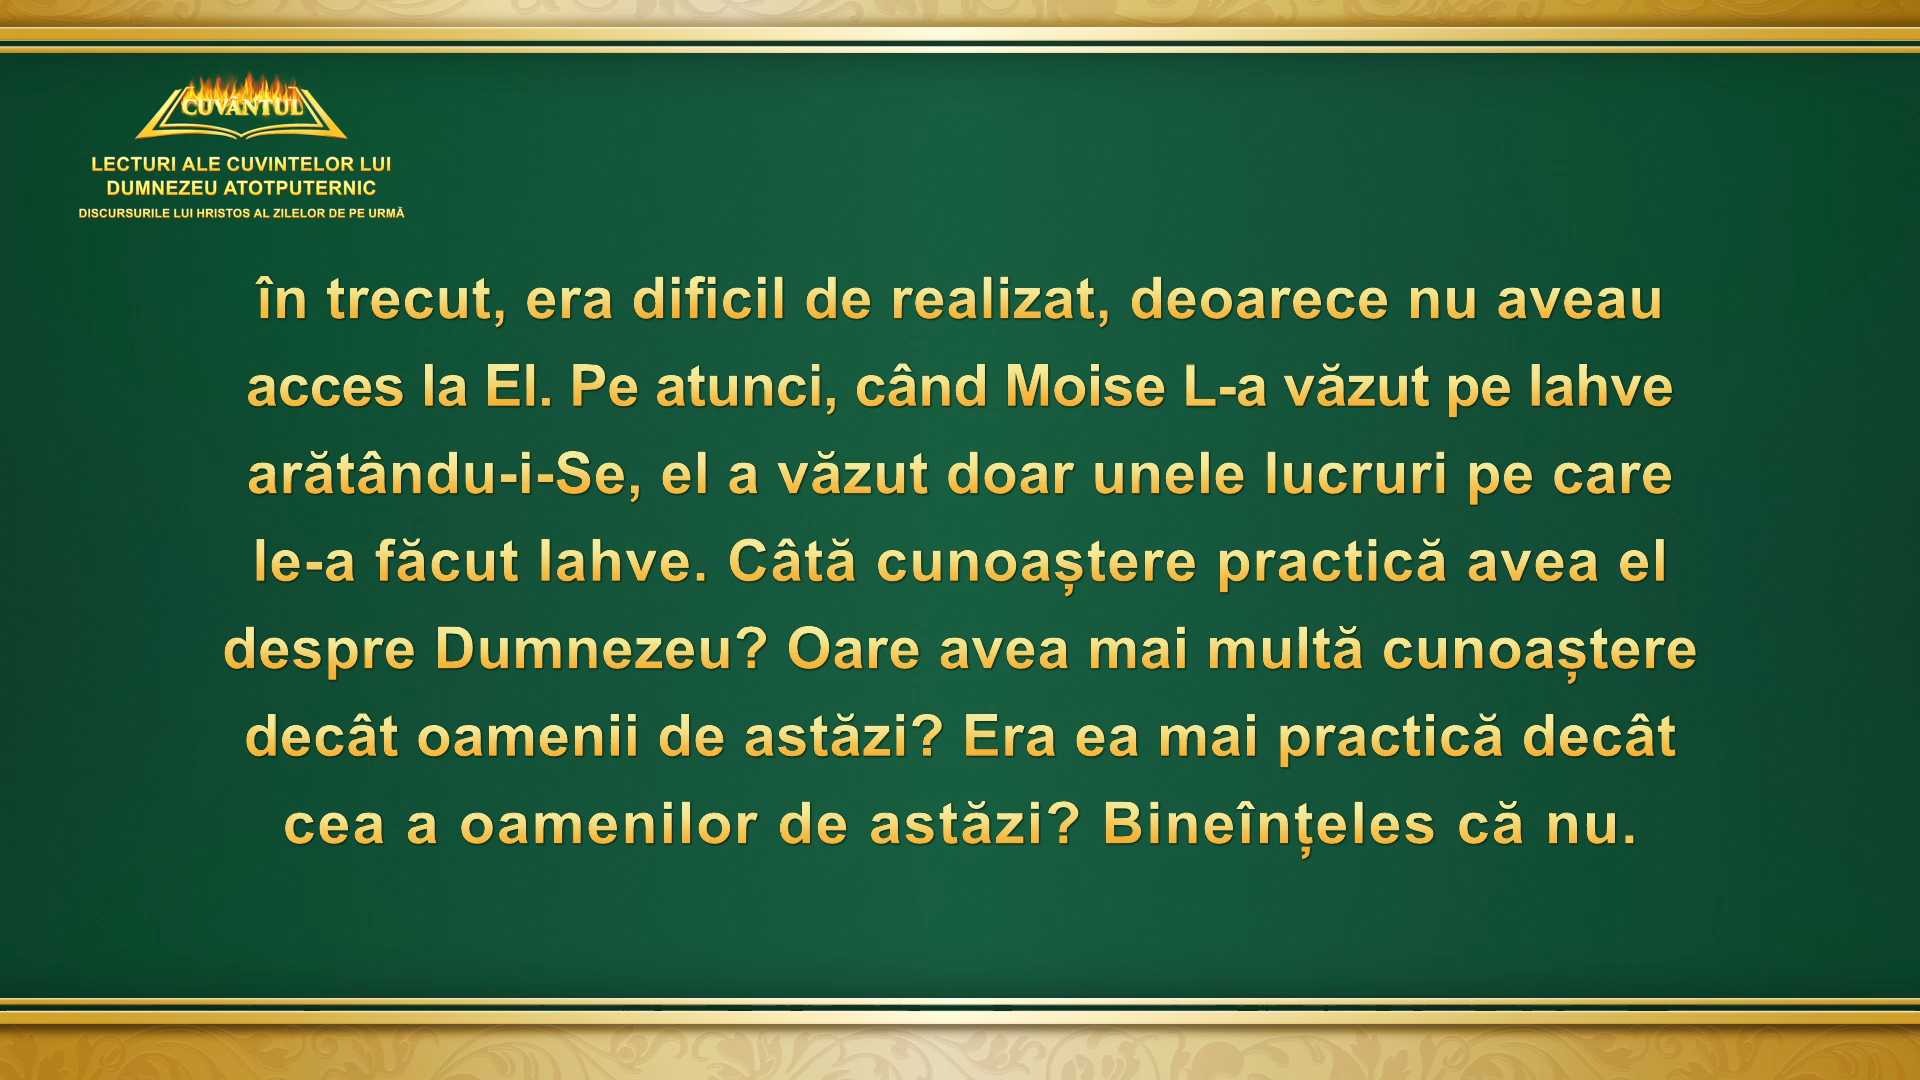 CUVÂNTUL
LECTURI ALE CUVINTELOR LUI
DUMNEZEU ATOTPUTERNIC
DISCURSURILE LUI HRISTOS AL ZILELOR DE PE URMĂ
în trecut, era dificil de realizat, deoarece nu aveau
acces la El. Pe atunci, când Moise L-a văzut pe Iahve
arătându-i-Se, el a văzut doar unele lucruri pe care
le-a făcut Iahve. Câtă cunoaștere practică avea el
despre Dumnezeu? Oare avea mai multă cunoaștere
decât oamenii de astăzi? Era ea mai practică decât
cea a oamenilor de astăzi? Bineînțeles că nu.